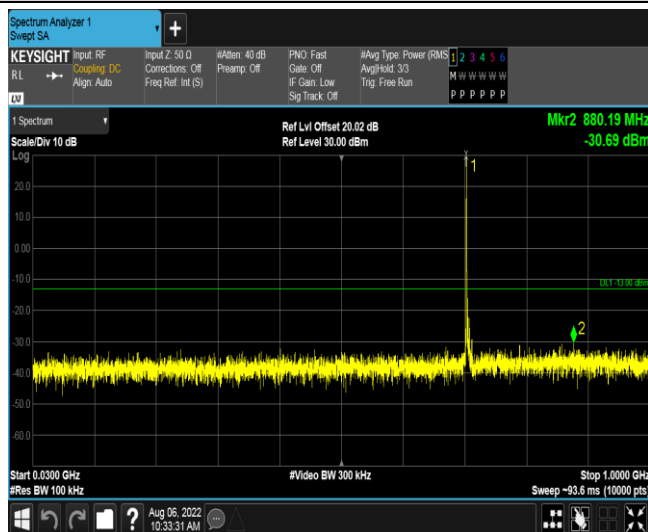 Spectrum Analyzer 1
Swept SA
+
KEYSIGHT
RL
LXI
Input: RF
Coupling: DC
Align: Auto
Input Z: 50 Ω
Corrections: Off
Freq Ref: Int (S)
#Atten: 40 dB
Preamp: Off
PNO: Fast
Gate: Off
IF Gain: Low
Sig Track: Off
#Avg Type: Power (RMS
Avg|Hold: 3/3
Trig: Free Run
1 2 3 4 5 6
M W W W W W
P P P P P P
1 Spectrum
Scale/Div 10 dB
Ref Lvl Offset 20.02 dB
Ref Level 30.00 dBm
Mkr2 880.19 MHz
-30.69 dBm
Log
1
20.0
10.0
0.00
-10.0
DL1 -13.00 dBm
-20.0
-30.0
2
-40.0
-50.0
-60.0
Start 0.0300 GHz
#Video BW 300 kHz
Stop 1.0000 GHz
#Res BW 100 kHz
Sweep ~93.6 ms (10000 pts)
?
Aug 06, 2022
10:33:31 AM